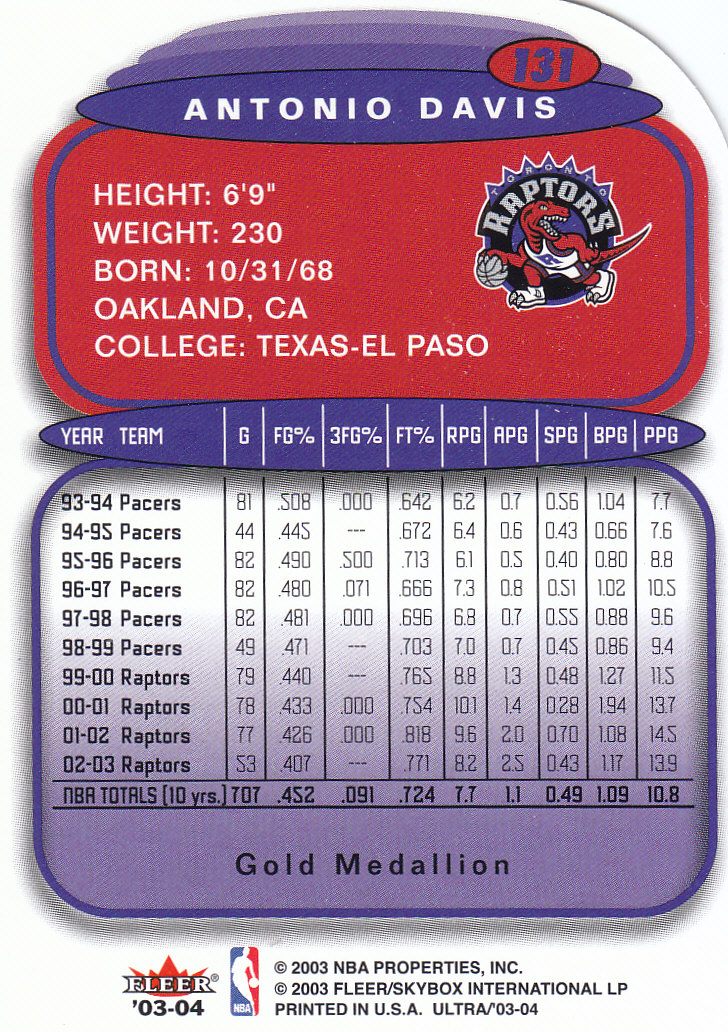 131
ANTONIO DAVIS
HEIGHT: 6'9"
WEIGHT: 230
BORN: 10/31/68
OAKLAND, CA
COLLEGE: TEXAS-EL PASO
TORONTO
RAPTORS
YEAR TEAM G FG% 3FG% FT% RPG APG SPG BPG PPG
93-94 Pacers 81 .508 .000 .642 6.2 0.7 0.56 1.04 7.7
94-95 Pacers 44 .445 --- .672 6.4 0.6 0.43 0.66 7.6
95-96 Pacers 82 .490 .500 .713 6.1 0.5 0.40 0.80 8.8
96-97 Pacers 82 .480 .071 .666 7.3 0.8 0.51 1.02 10.5
97-98 Pacers 82 .481 .000 .696 6.8 0.7 0.55 0.88 9.6
98-99 Pacers 49 .471 --- .703 7.0 0.7 0.45 0.86 9.4
99-00 Raptors 79 .440 --- .765 8.8 1.3 0.48 1.27 11.5
00-01 Raptors 78 .433 .000 .754 10.1 1.4 0.28 1.94 13.7
01-02 Raptors 77 .426 .000 .818 9.6 2.0 0.70 1.08 14.5
02-03 Raptors 53 .407 --- .771 8.2 2.5 0.43 1.17 13.9
NBA TOTALS (10 yrs.) 707 .452 .091 .724 7.7 1.1 0.49 1.09 10.8
Gold Medallion
FLEER®
'03-04
NBA
© 2003 NBA PROPERTIES, INC.
© 2003 FLEER/SKYBOX INTERNATIONAL LP
PRINTED IN U.S.A. ULTRA/'03-04